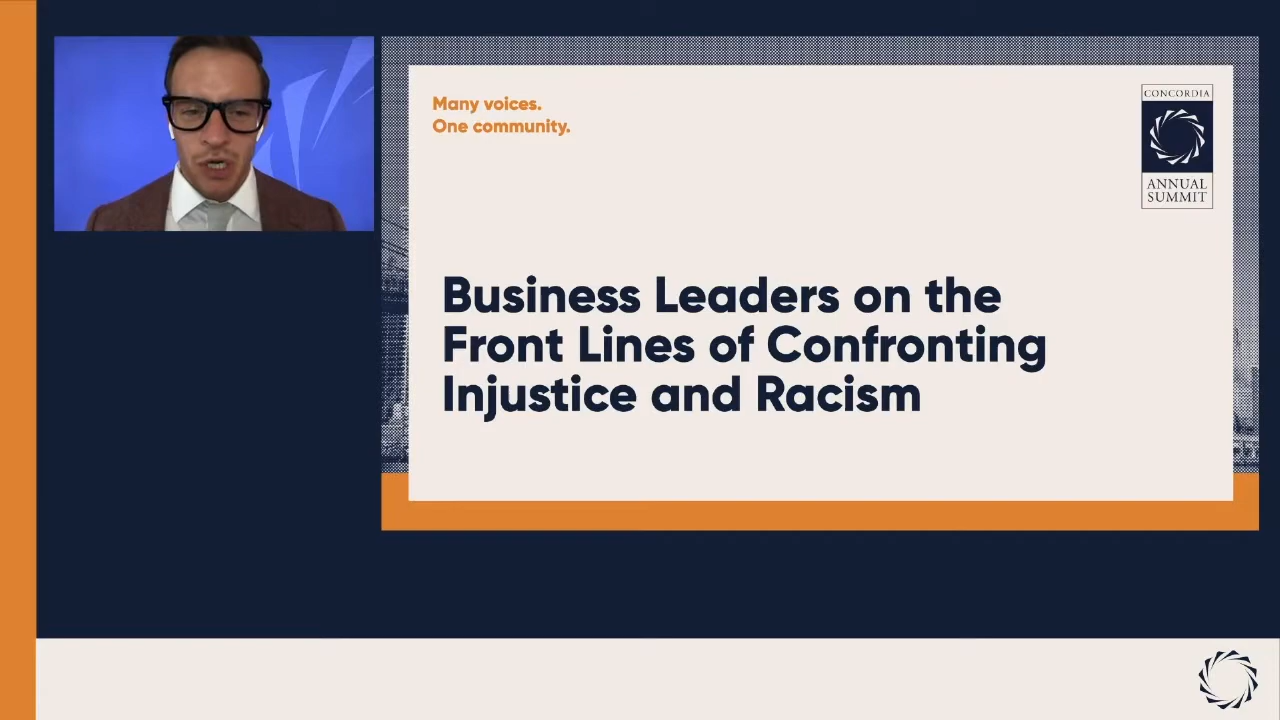 Many voices.
One community.
CONCORDIA
ANNUAL
SUMMIT
Business Leaders on the
Front Lines of Confronting
Injustice and Racism